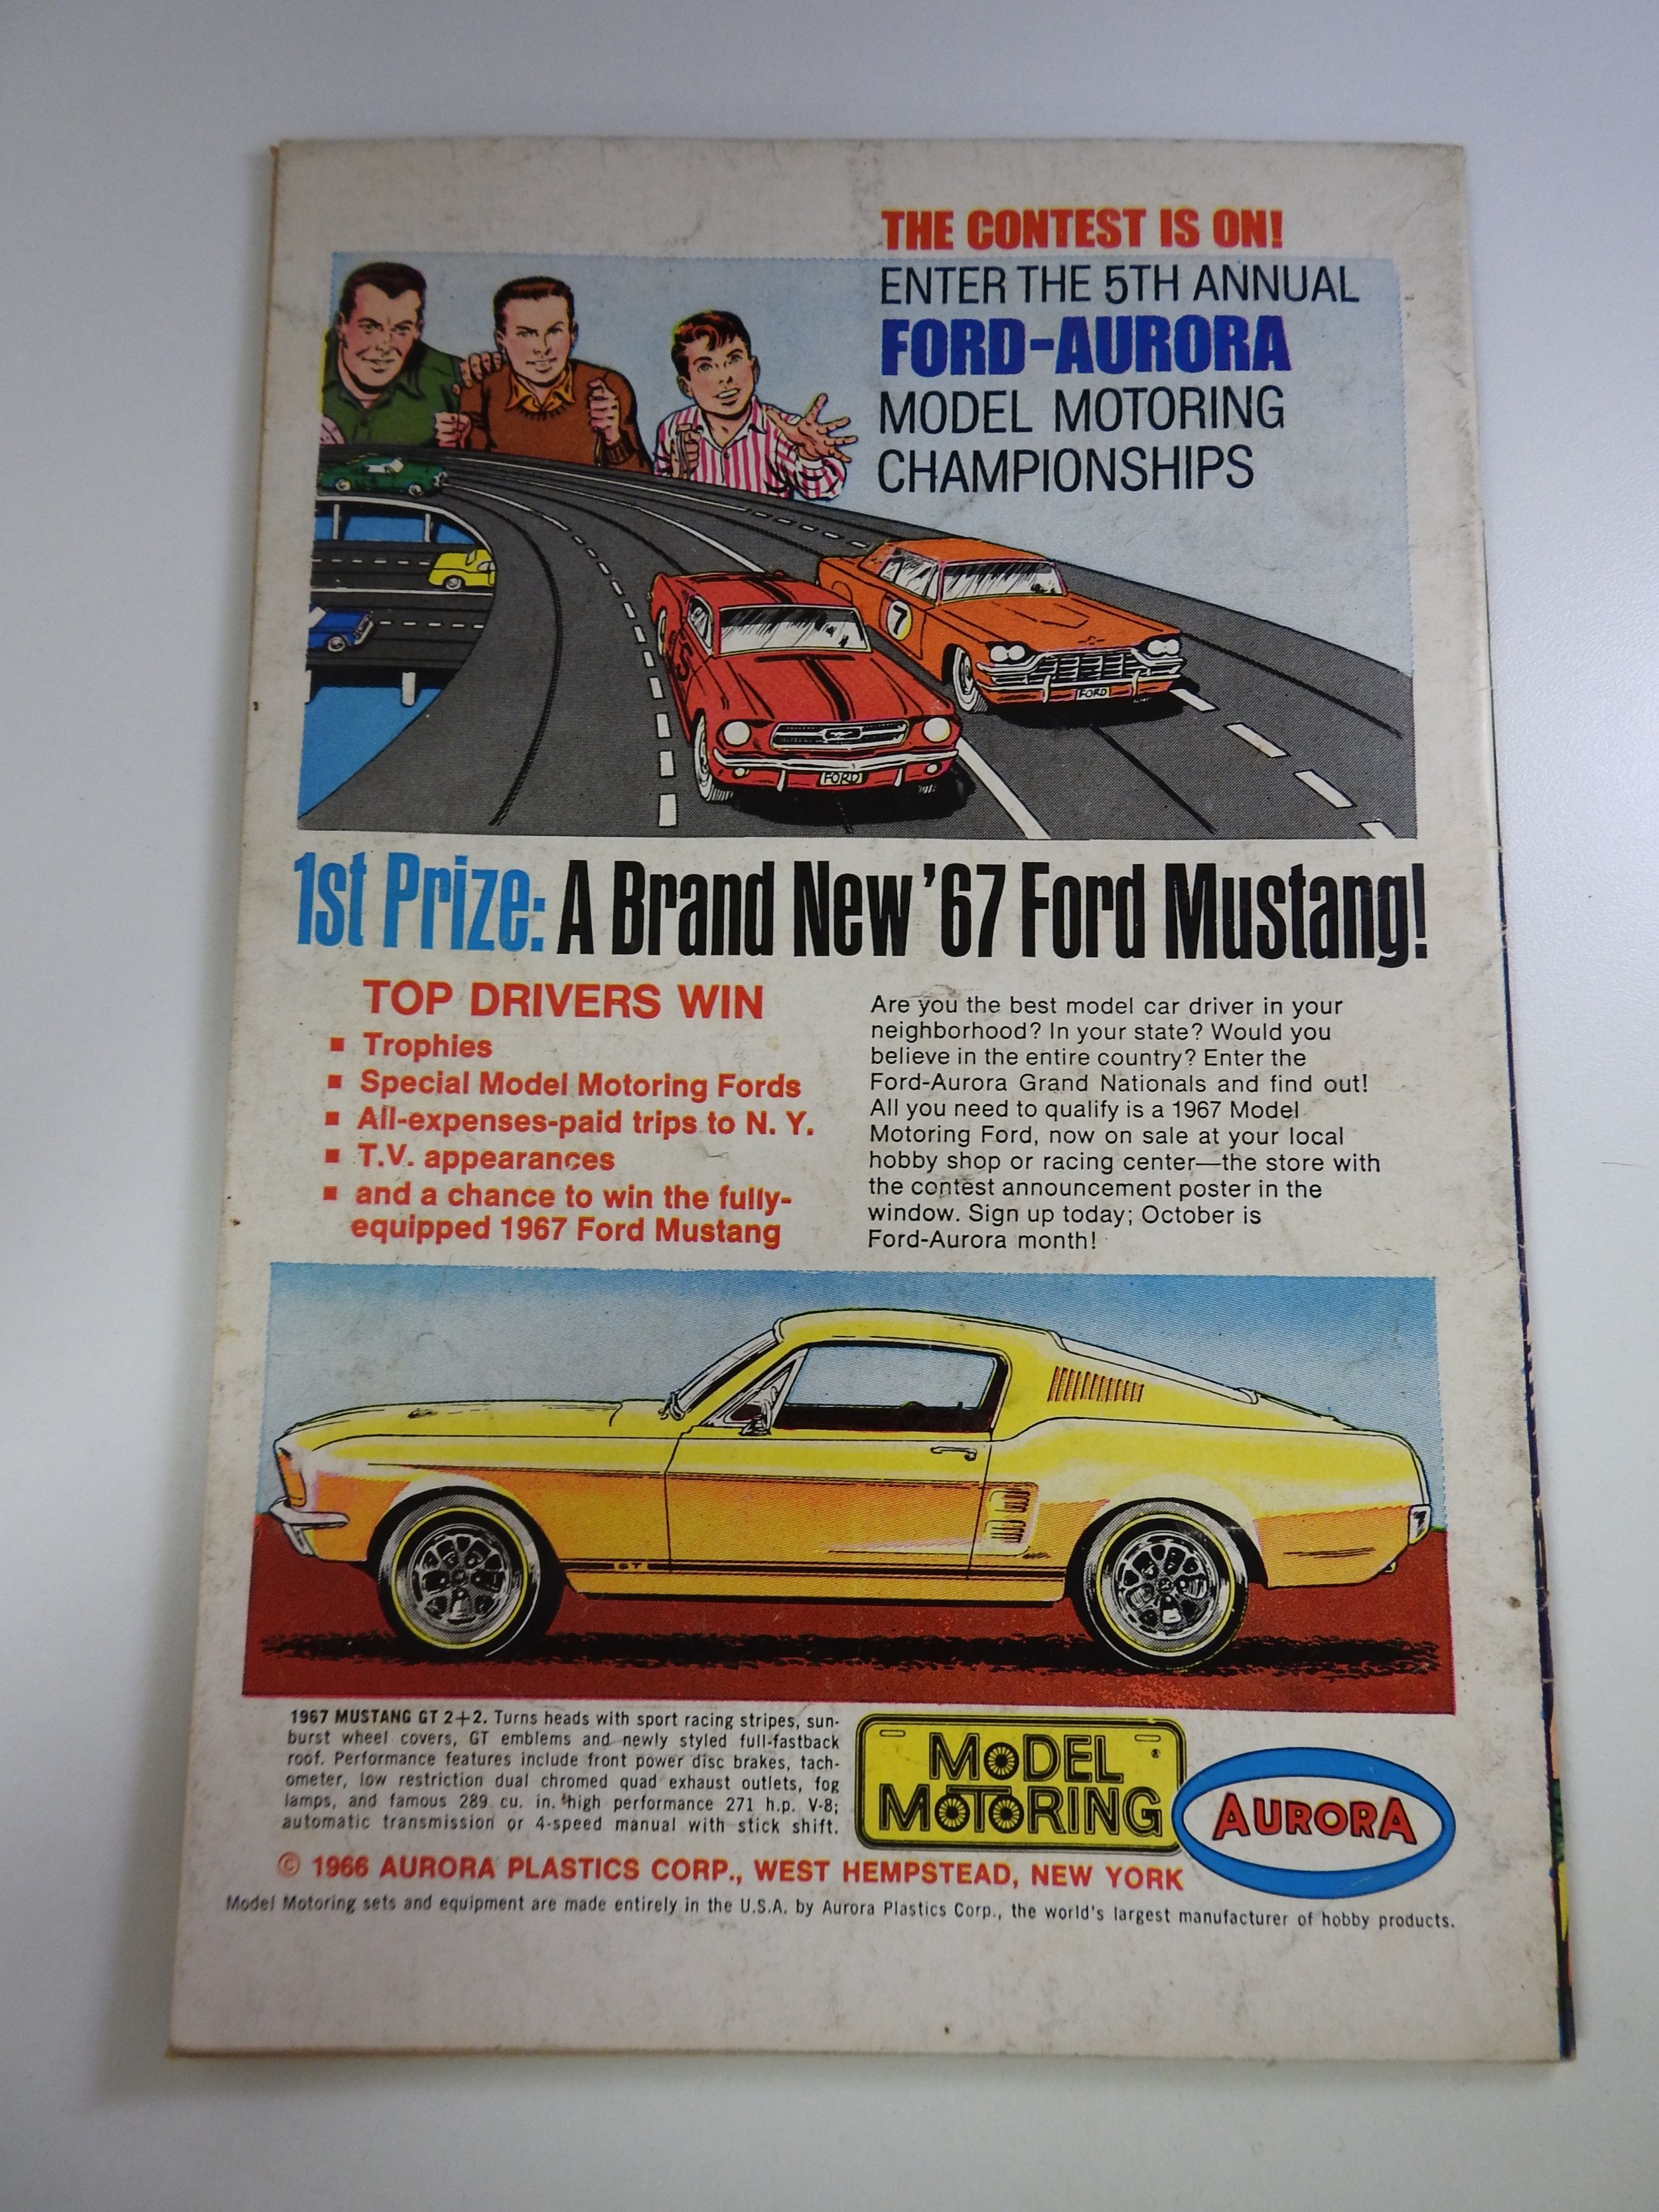 THE CONTEST IS ON!
ENTER THE 5TH ANNUAL
FORD-AURORA
MODEL MOTORING
CHAMPIONSHIPS
7
5
FORD
FORD
1st Prize: A Brand New '67 Ford Mustang!
TOP DRIVERS WIN
■ Trophies
■ Special Model Motoring Fords
■ All-expenses-paid trips to N. Y.
■ T.V. appearances
■ and a chance to win the fully-
equipped 1967 Ford Mustang
Are you the best model car driver in your
neighborhood? In your state? Would you
believe in the entire country? Enter the
Ford-Aurora Grand Nationals and find out!
All you need to qualify is a 1967 Model
Motoring Ford, now on sale at your local
hobby shop or racing center—the store with
the contest announcement poster in the
window. Sign up today; October is
Ford-Aurora month!
GT
1967 MUSTANG GT 2+2. Turns heads with sport racing stripes, sun-
burst wheel covers, GT emblems and newly styled full-fastback
roof. Performance features include front power disc brakes, tach-
ometer, low restriction dual chromed quad exhaust outlets, fog
lamps, and famous 289 cu. in. high performance 271 h.p. V-8;
automatic transmission or 4-speed manual with stick shift.
MODEL
MOTORING
®
AURORA
© 1966 AURORA PLASTICS CORP., WEST HEMPSTEAD, NEW YORK
Model Motoring sets and equipment are made entirely in the U.S.A. by Aurora Plastics Corp., the world's largest manufacturer of hobby products.